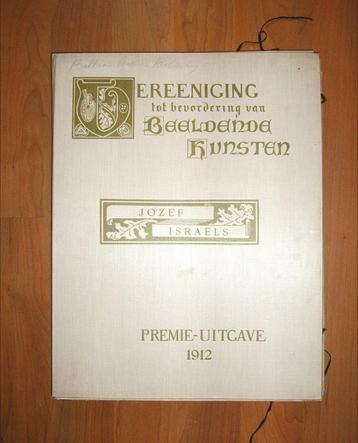 VEREENIGING
tot bevordering van
BEELDENDE
KUNSTEN
JOZEF
ISRAELS
PREMIE-UITGAVE
1912